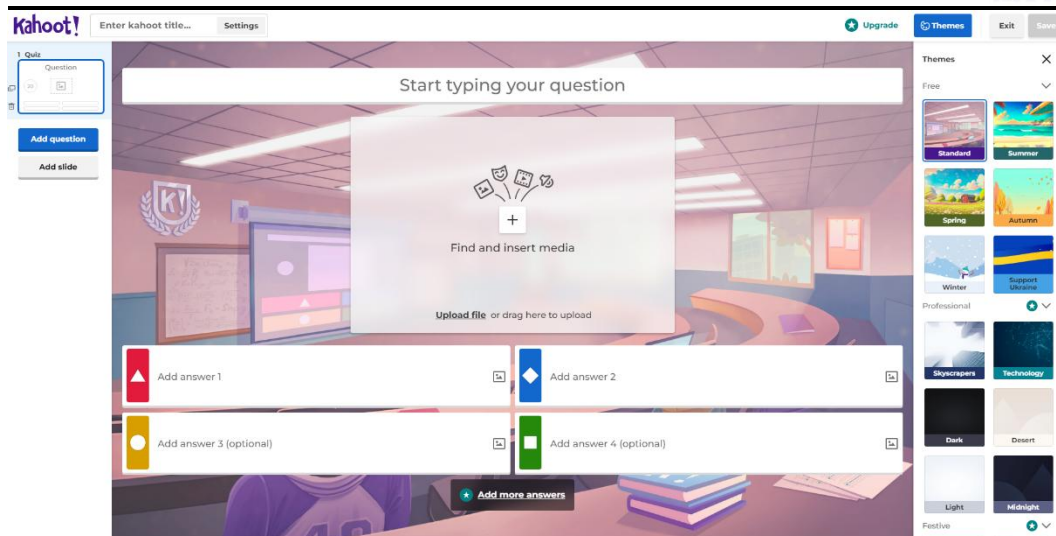 Kahoot!
Enter kahoot title...
Settings
Upgrade
Themes
Exit
Save
1 Quiz
Question
Add question
Add slide
Start typing your question
Find and insert media
Upload file or drag here to upload
Add answer 1
Add answer 2
Add answer 3 (optional)
Add answer 4 (optional)
Add more answers
Themes
Free
Standard
Summer
Spring
Autumn
Winter
Support
Ukraine
Professional
Skyscrapers
Technology
Dark
Desert
Light
Midnight
Festive
K!